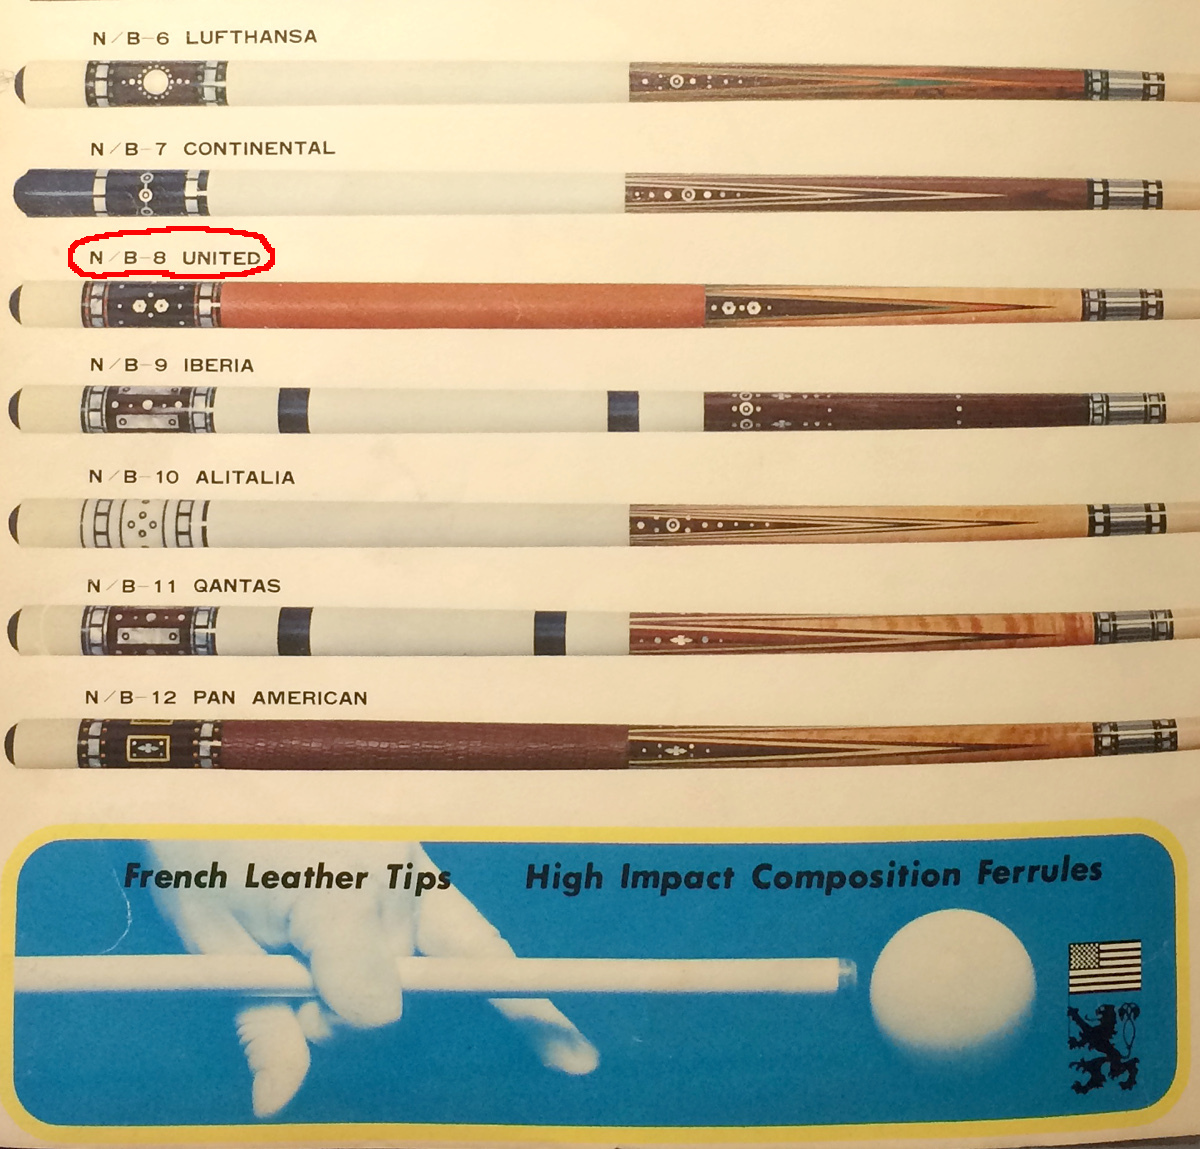 N/B-6 LUFTHANSA
N/B-7 CONTINENTAL
N/B-8 UNITED
N/B-9 IBERIA
N/B-10 ALITALIA
N/B-11 QANTAS
N/B-12 PAN AMERICAN
French Leather Tips High Impact Composition Ferrules